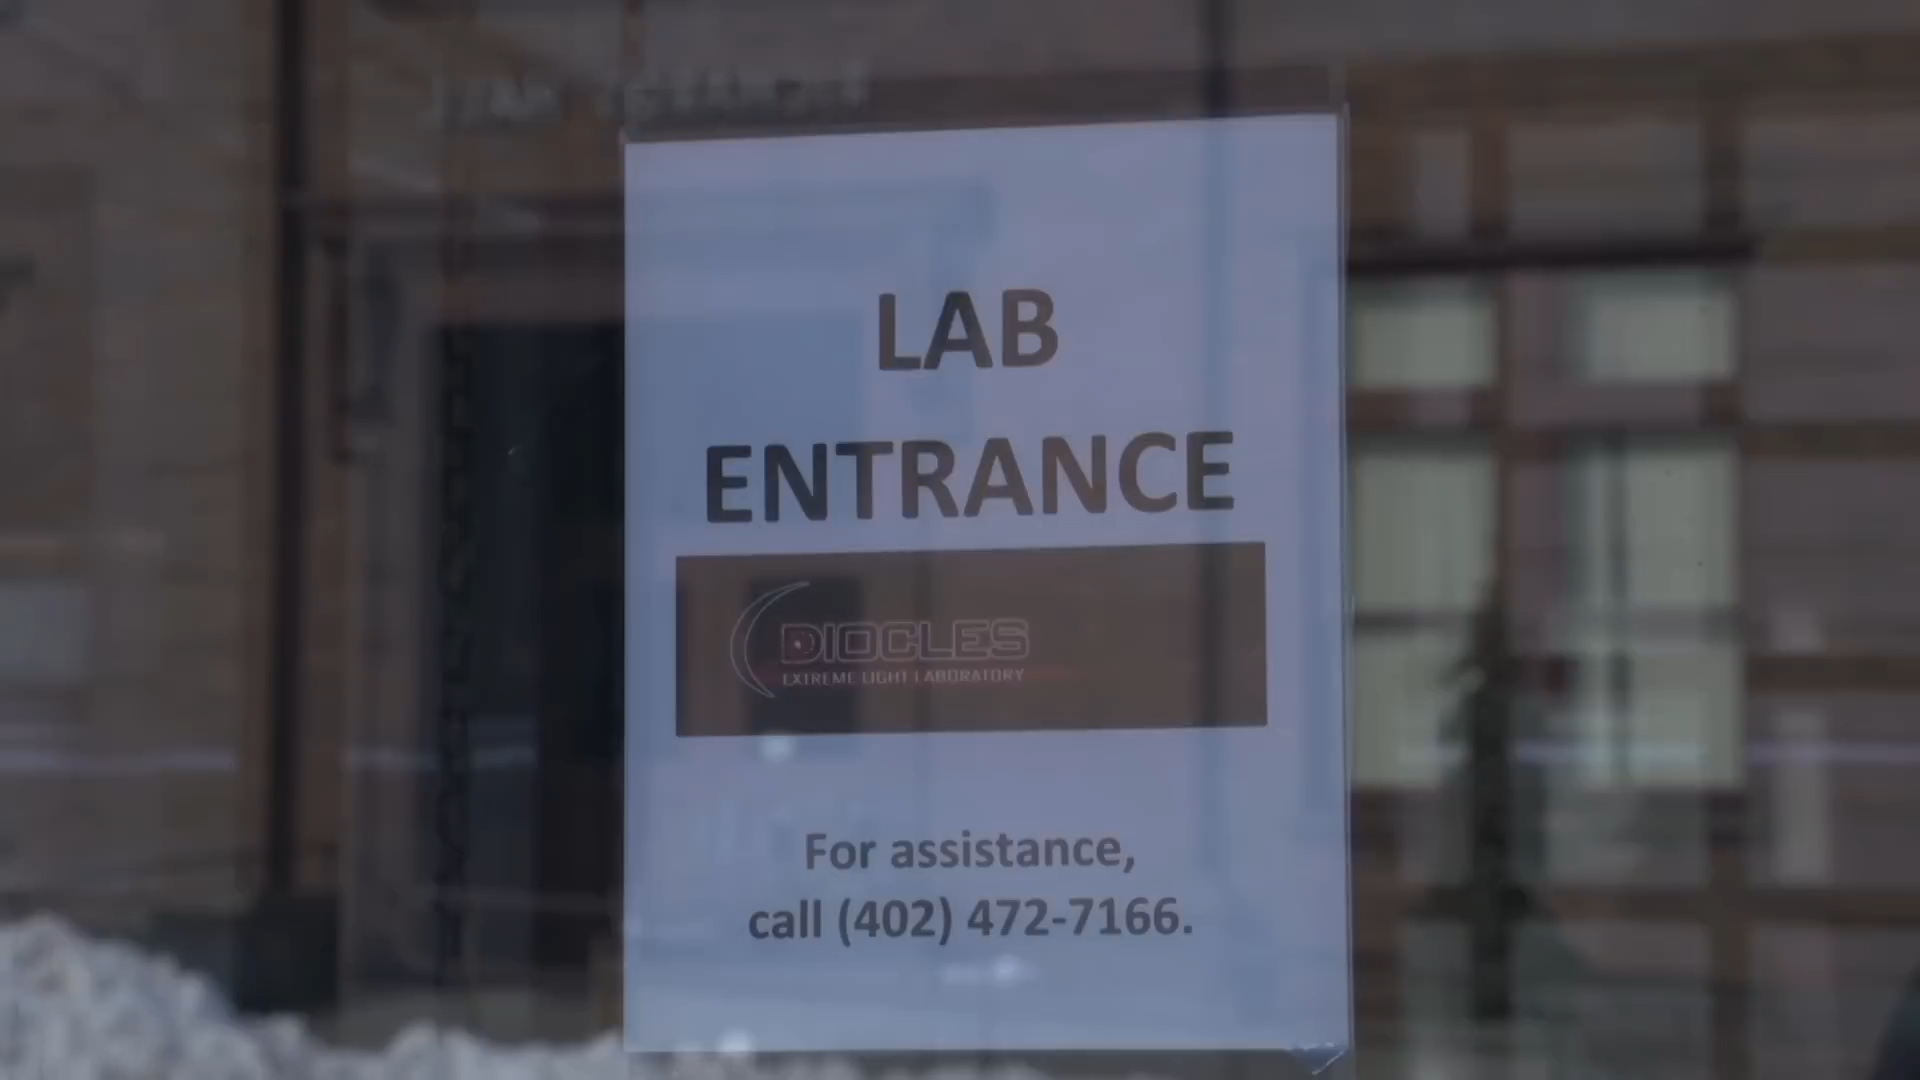 LAB
ENTRANCE
DIOCLES
EXTREME LIGHT LABORATORY
For assistance,
call (402) 472-7166.